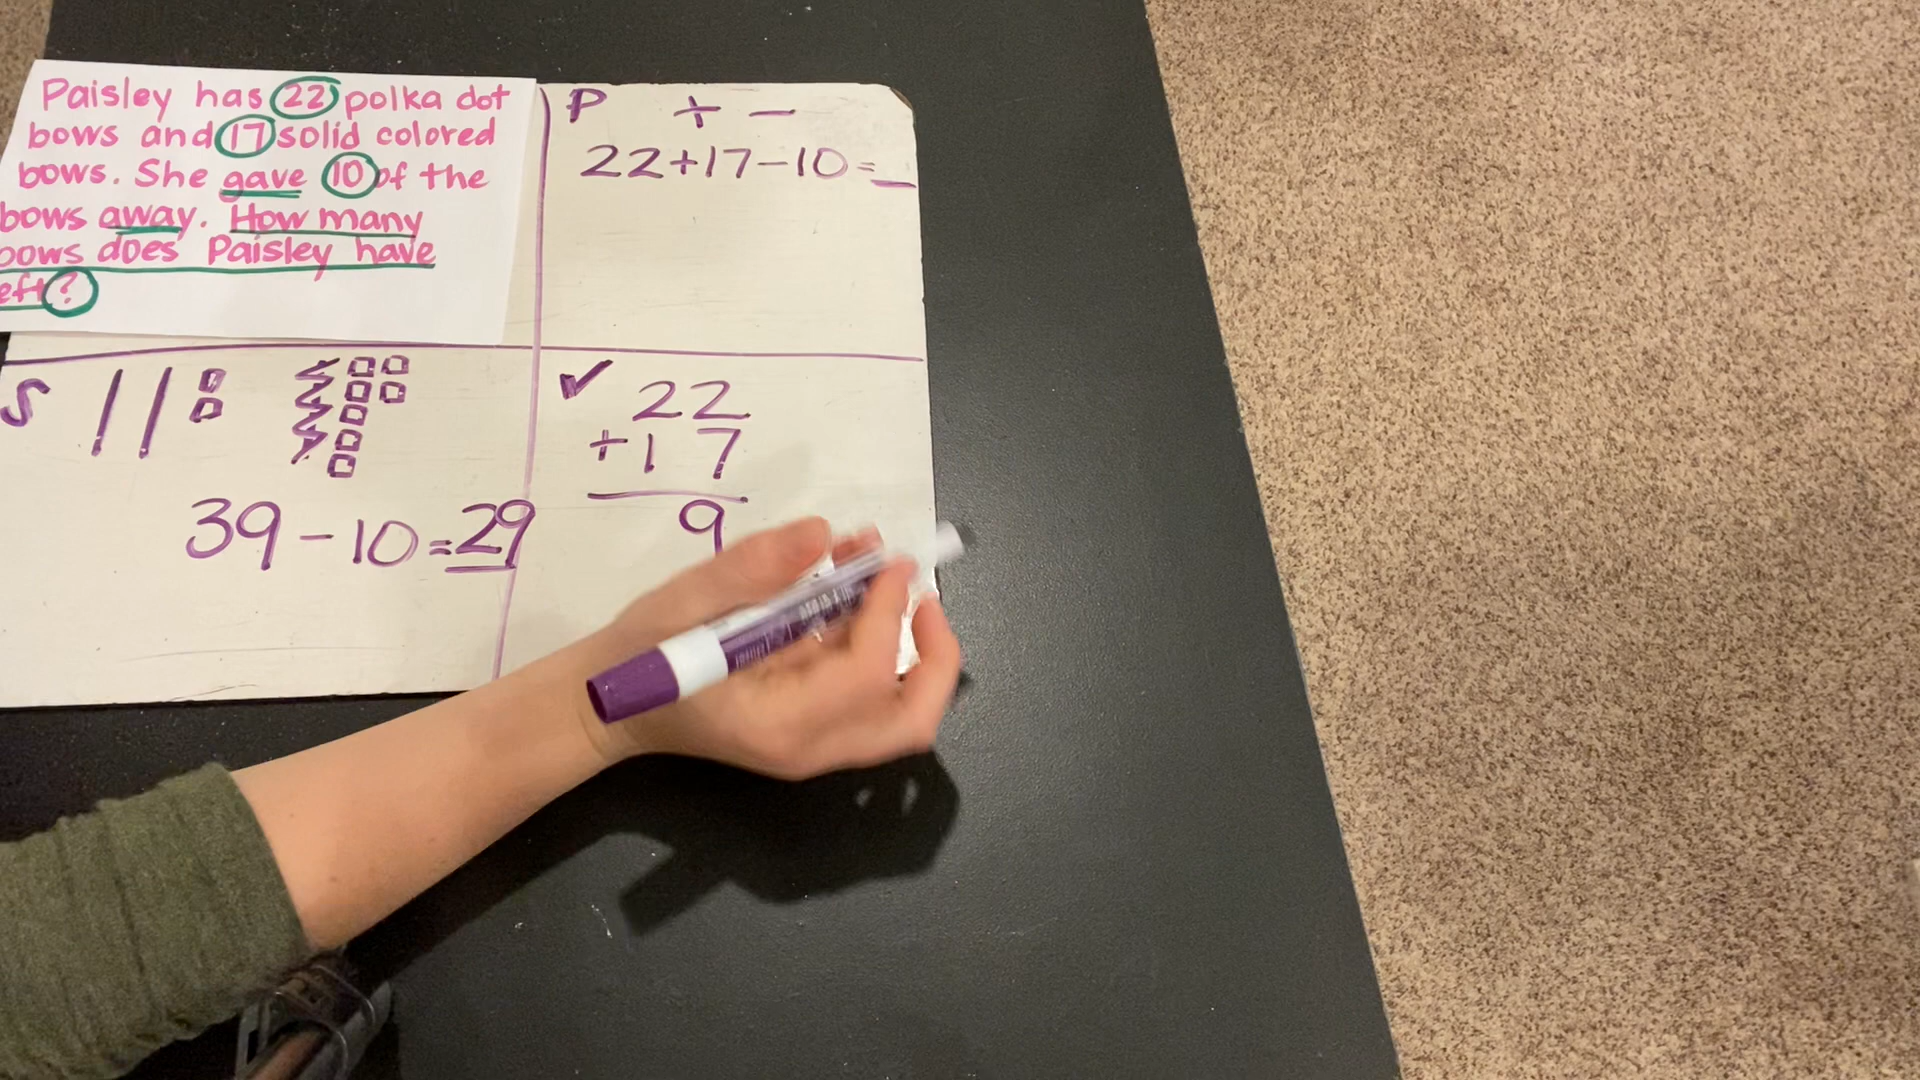 Paisley has 22 polka dot
bows and 17 solid colored
bows. She gave 10 of the
bows away. How many
bows does Paisley have
eft?
P + -
22+17-10=_
S
39-10=29
✓ 22
+17
9